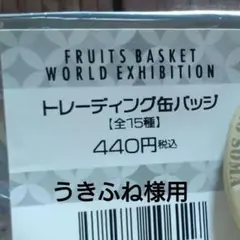 FRUITS BASKET
WORLD EXHIBITION
トレーディング缶バッジ
【全15種】
440円税込
うきふね様用